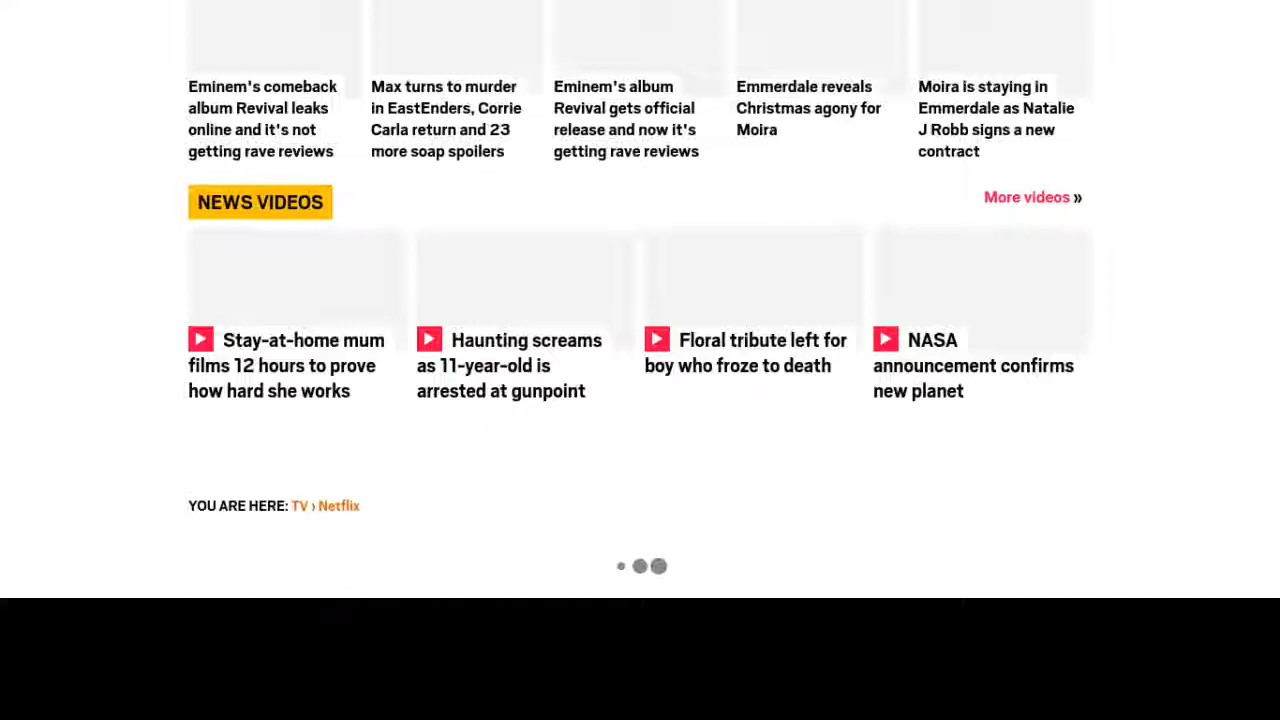 Eminem's comeback
album Revival leaks
online and it's not
getting rave reviews
Max turns to murder
in EastEnders, Corrie
Carla return and 23
more soap spoilers
Eminem's album
Revival gets official
release and now it's
getting rave reviews
Emmerdale reveals
Christmas agony for
Moira
Moira is staying in
Emmerdale as Natalie
J Robb signs a new
contract
NEWS VIDEOS
More videos »
Stay-at-home mum
films 12 hours to prove
how hard she works
Haunting screams
as 11-year-old is
arrested at gunpoint
Floral tribute left for
boy who froze to death
NASA
announcement confirms
new planet
YOU ARE HERE: TV › Netflix